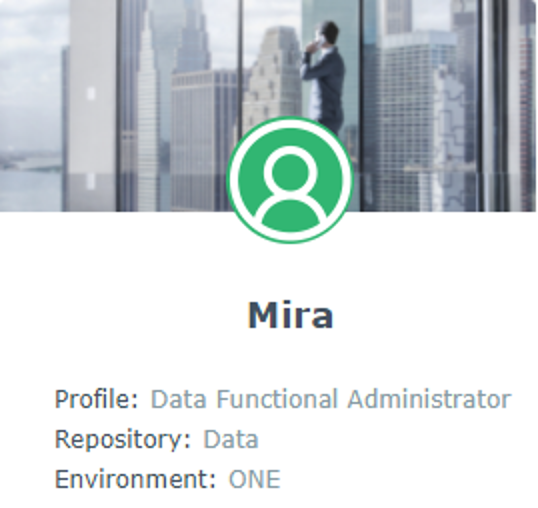 Mira
Profile: Data Functional Administrator
Repository: Data
Environment: ONE